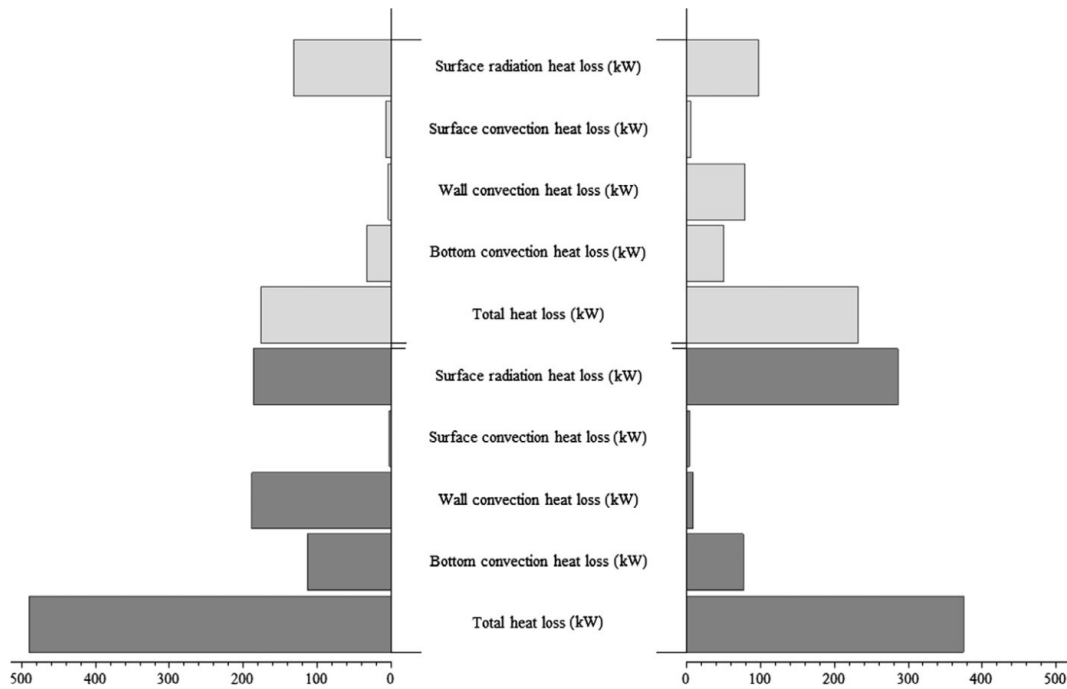 Surface radiation heat loss (kW)
Surface convection heat loss (kW)
Wall convection heat loss (kW)
Bottom convection heat loss (kW)
Total heat loss (kW)
Surface radiation heat loss (kW)
Surface convection heat loss (kW)
Wall convection heat loss (kW)
Bottom convection heat loss (kW)
Total heat loss (kW)
500 400 300 200 100 0 0 100 200 300 400 500